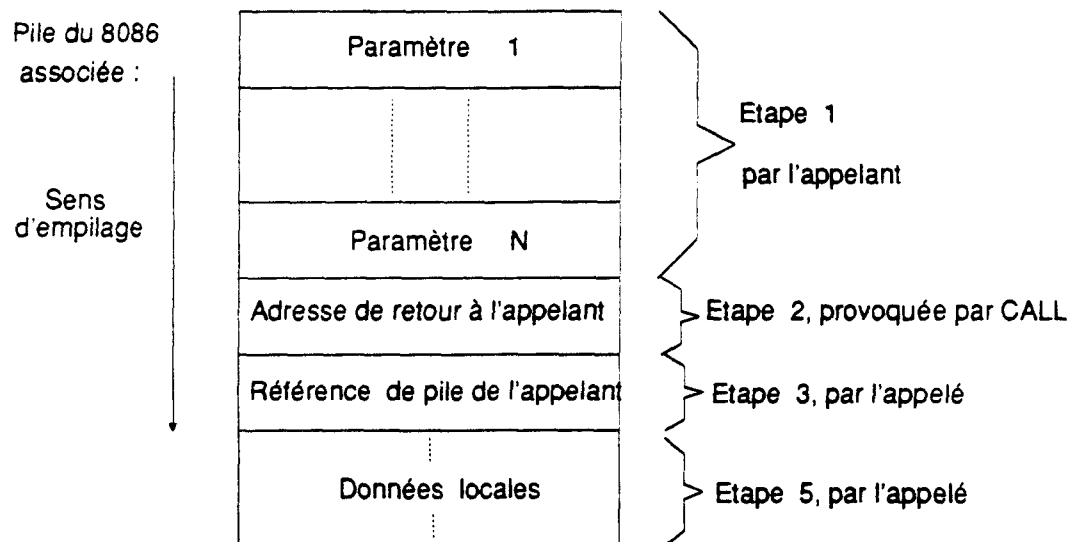 Pile du 8086
associée :
Sens
d'empilage
Paramètre 1
Paramètre N
Adresse de retour à l'appelant
Référence de pile de l'appelant
Données locales
Etape 1
par l'appelant
Etape 2, provoquée par CALL
Etape 3, par l'appelé
Etape 5, par l'appelé